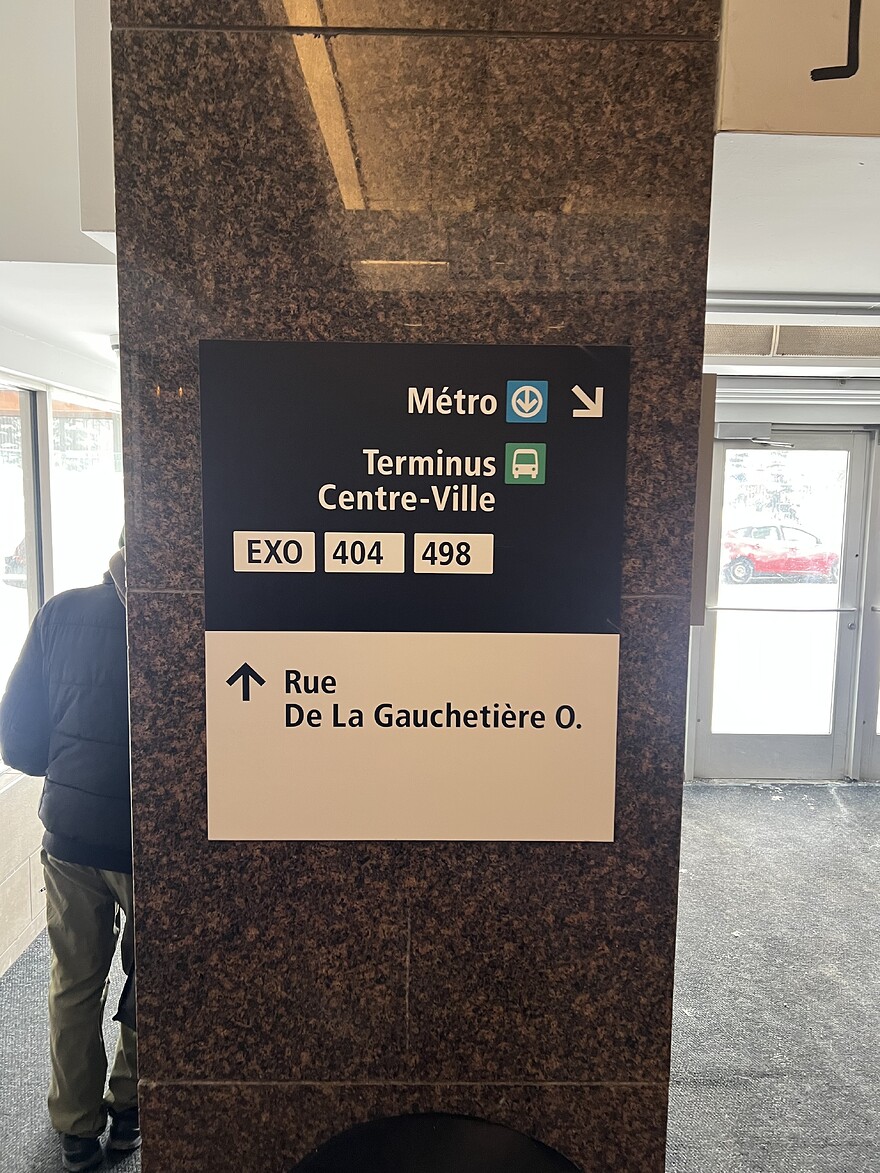 Métro
Terminus
Centre-Ville
EXO 404 498
Rue
De La Gauchetière O.